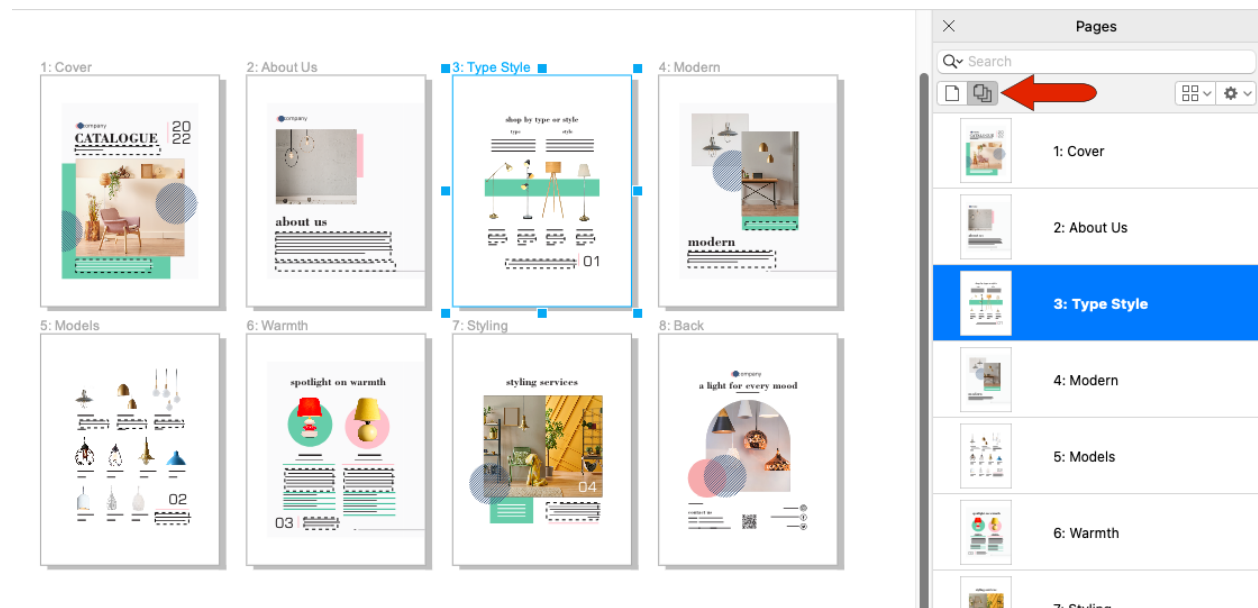 Pages
Search
1: Cover
2: About Us
3: Type Style
4: Modern
company
CATALOGUE
20
22
company
about us
shop by type or style
type
style
01
modern
5: Models
6: Warmth
7: Styling
8: Back
02
spotlight on warmth
03
styling services
04
company
a light for every mood
contact us
1: Cover
2: About Us
3: Type Style
4: Modern
5: Models
6: Warmth
7: Styling